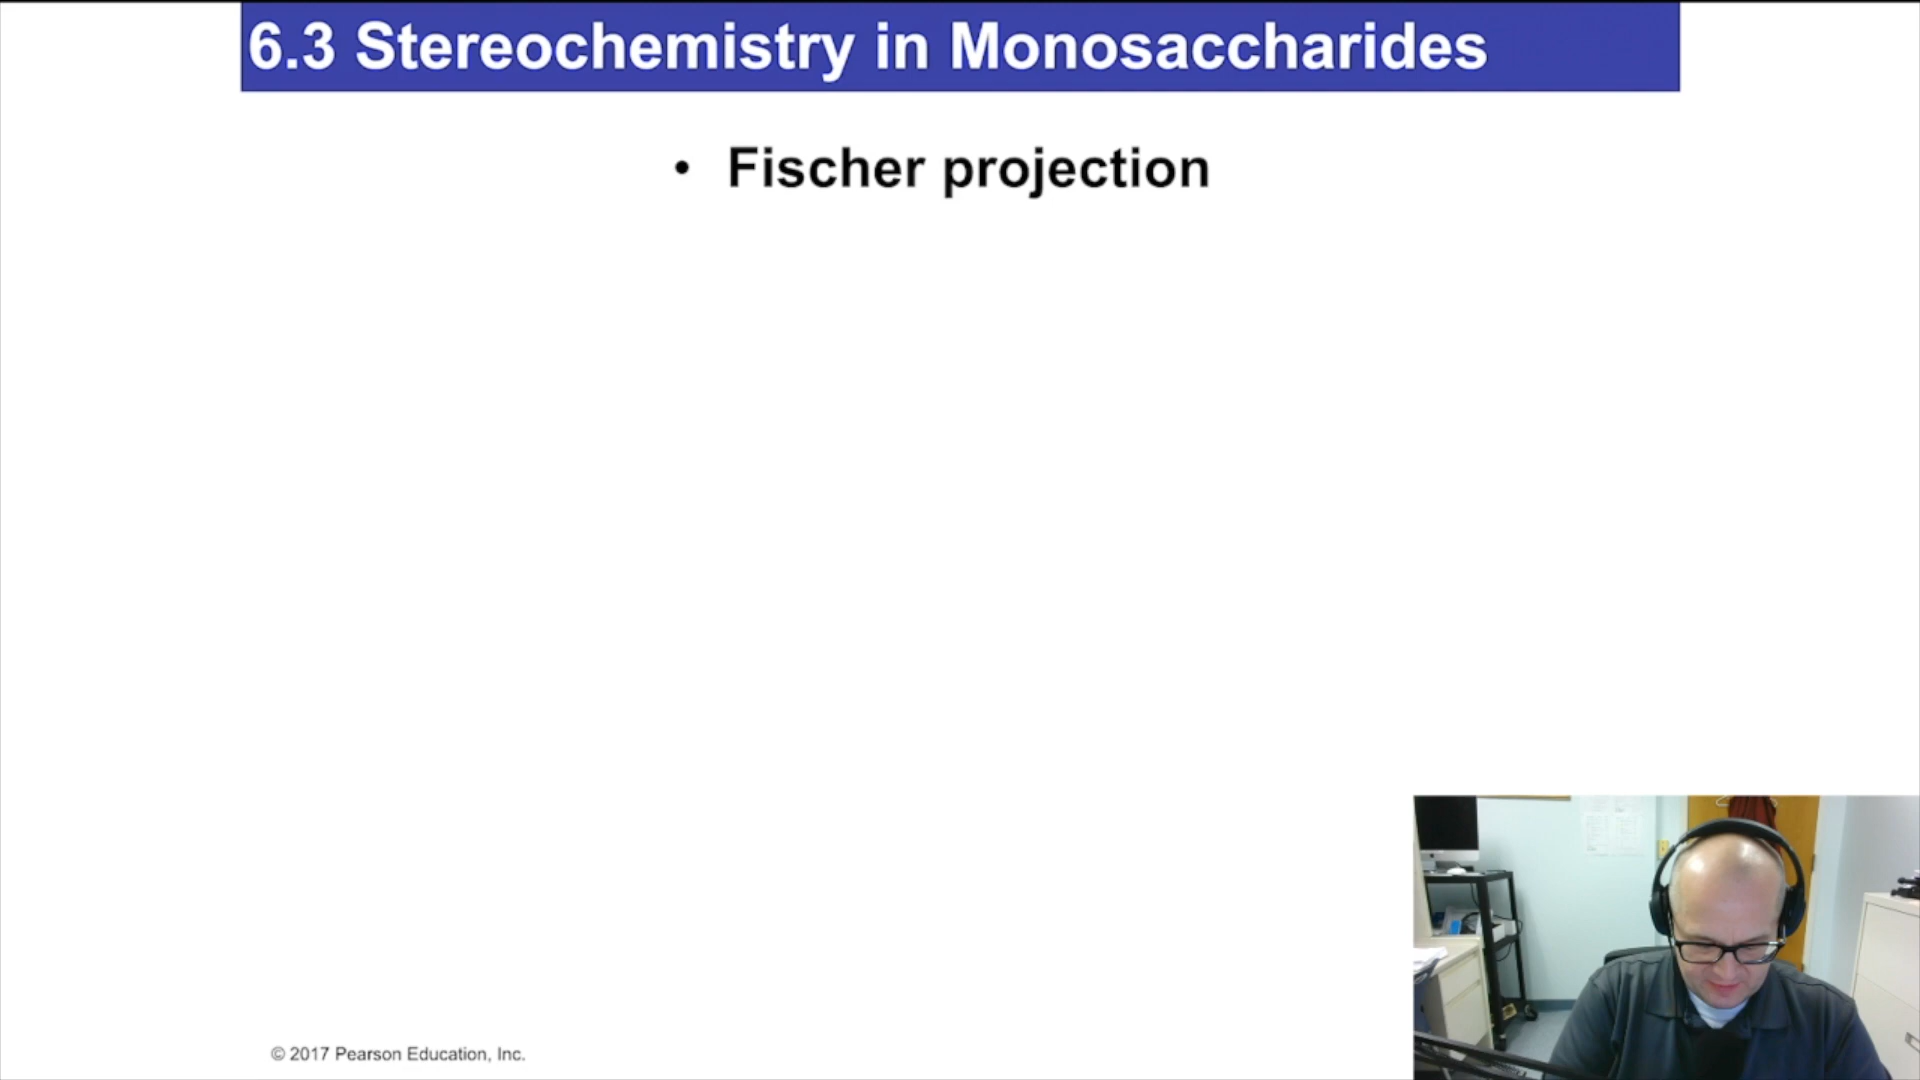 6.3 Stereochemistry in Monosaccharides
• Fischer projection
© 2017 Pearson Education, Inc.